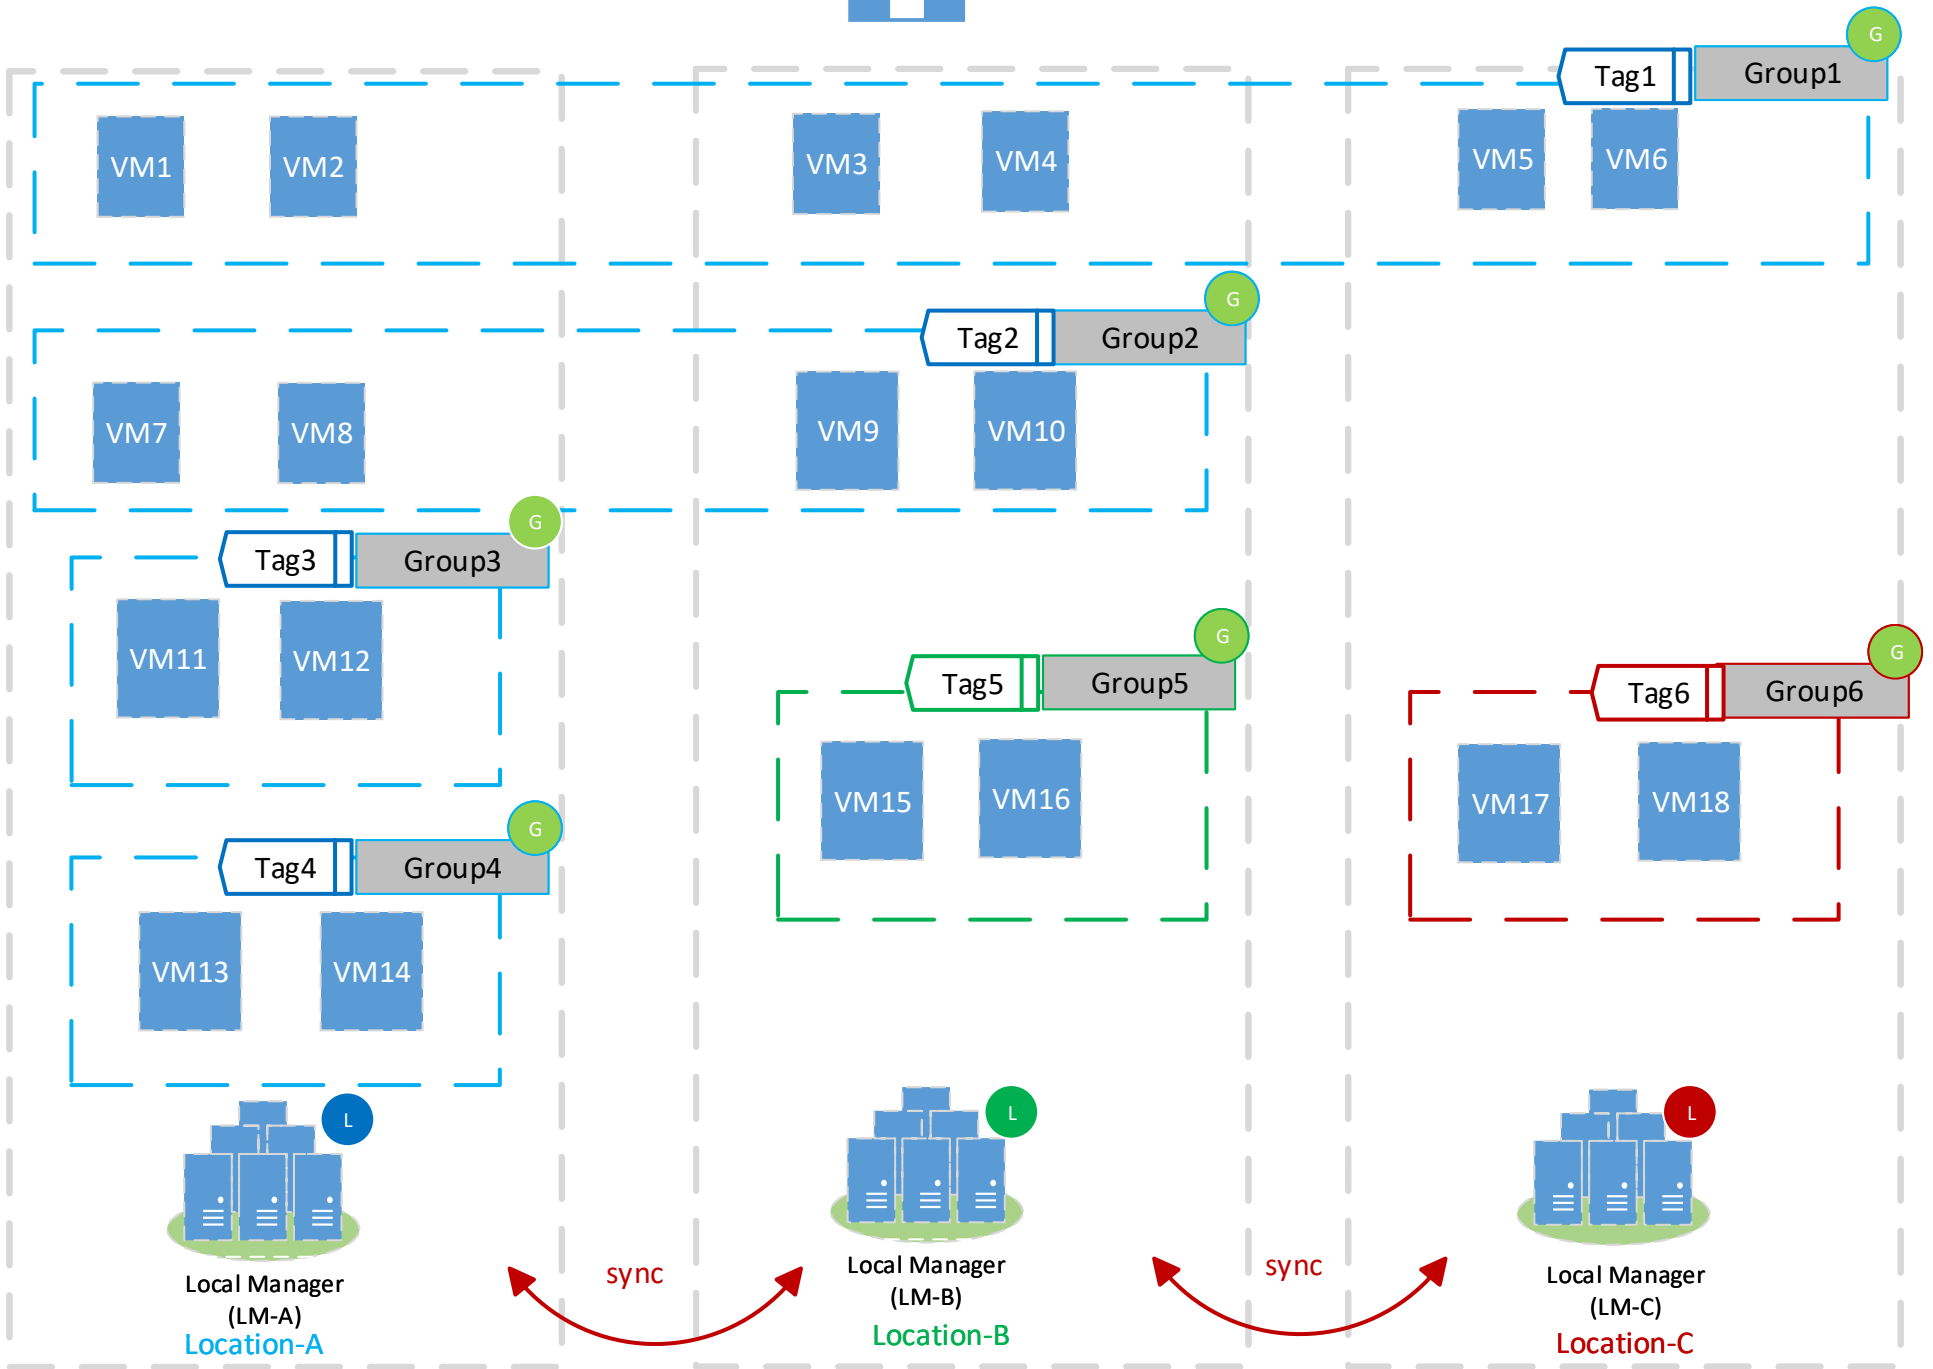 G
Tag1 Group1
VM1 VM2 VM3 VM4 VM5 VM6
G
Tag2 Group2
VM7 VM8 VM9 VM10
G
Tag3 Group3
VM11 VM12
G
Tag5 Group5
G
Tag6 Group6
VM15 VM16
VM17 VM18
G
Tag4 Group4
VM13 VM14
L
L
L
Local Manager
(LM-A)
Location-A
sync
Local Manager
(LM-B)
Location-B
sync
Local Manager
(LM-C)
Location-C